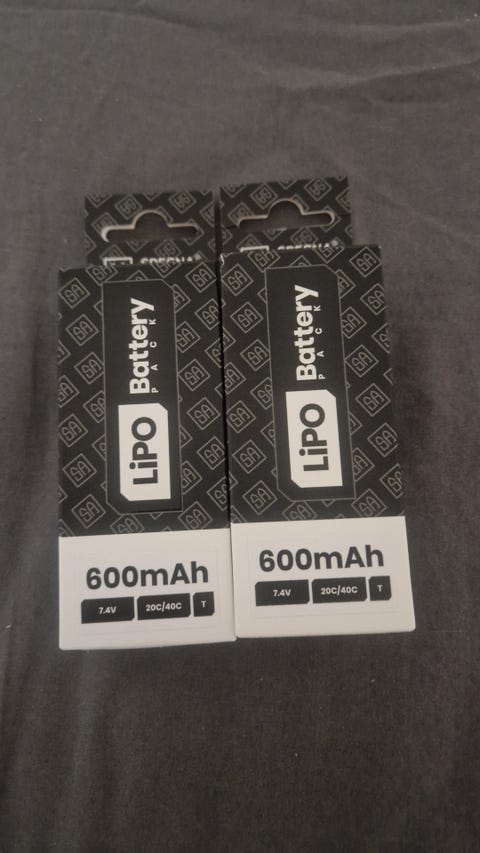 LiPO Battery
PACK
600mAh
7.4V 20C/40C T
LiPO Battery
PACK
600mAh
7.4V 20C/40C T